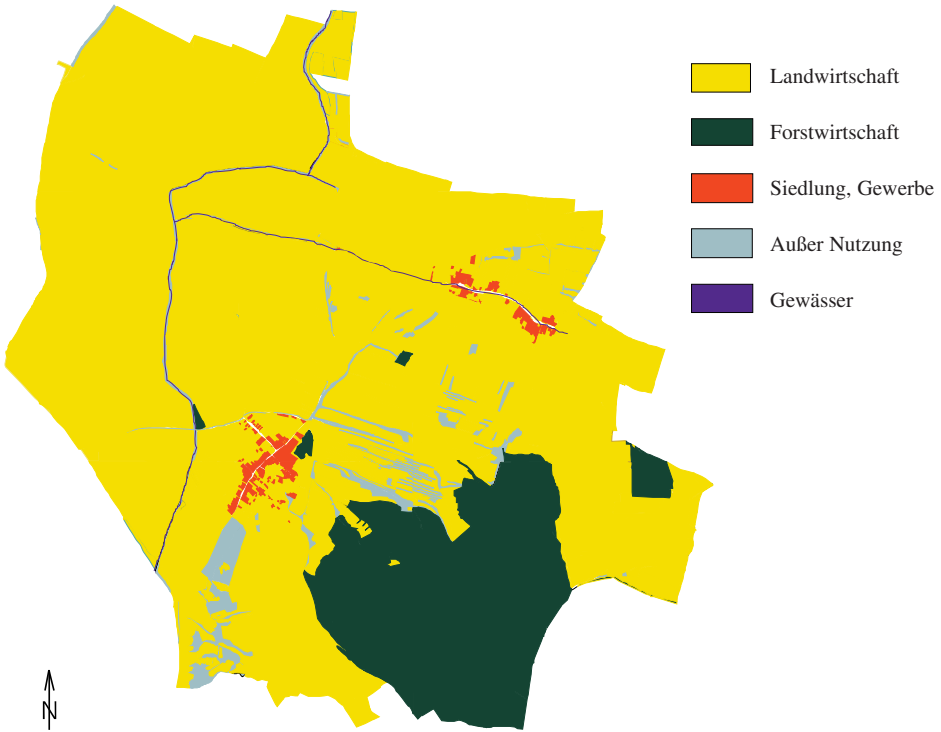 Landwirtschaft
Forstwirtschaft
Siedlung, Gewerbe
Außer Nutzung
Gewässer
N